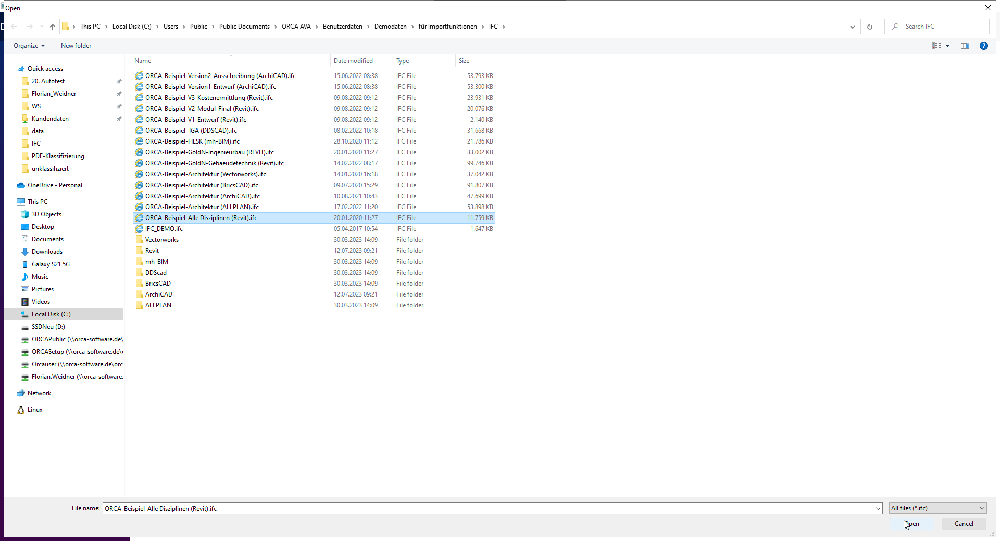 Open
This PC › Local Disk (C:) › Users › Public › Public Documents › ORCA AVA › Benutzerdaten › Demodaten › für Importfunktionen › IFC ›
Search IFC
Organize
New folder
Name Date modified Type Size
Quick access
20. Autotest
Florian_Weidner
WS
Kundendaten
data
IFC
PDF-Klassifizierung
unklassifiziert
OneDrive - Personal
This PC
3D Objects
Desktop
Documents
Downloads
Galaxy S21 5G
Music
Pictures
Videos
Local Disk (C:)
SSDNeu (D:)
ORCAPublic (\\orca-software.de\
ORCASetup (\\orca-software.de\
Orcauser (\\orca-software.de\orc
Florian.Weidner (\\orca-software.
Network
Linux
ORCA-Beispiel-Version2-Ausschreibung (ArchiCAD).ifc 15.06.2022 08:38 IFC File 53.793 KB
ORCA-Beispiel-Version1-Entwurf (ArchiCAD).ifc 15.06.2022 08:38 IFC File 53.300 KB
ORCA-Beispiel-V3-Kostenermittlung (Revit).ifc 09.08.2022 09:12 IFC File 23.931 KB
ORCA-Beispiel-V2-Modul-Final (Revit).ifc 09.08.2022 09:12 IFC File 20.076 KB
ORCA-Beispiel-V1-Entwurf (Revit).ifc 09.08.2022 09:12 IFC File 2.140 KB
ORCA-Beispiel-TGA (DDSCAD).ifc 08.02.2022 10:18 IFC File 31.668 KB
ORCA-Beispiel-HLSK (mh-BIM).ifc 28.10.2020 11:12 IFC File 21.786 KB
ORCA-Beispiel-GoldN-Ingenieurbau (REVIT).ifc 20.01.2020 11:27 IFC File 33.002 KB
ORCA-Beispiel-GoldN-Gebaeudetechnik (Revit).ifc 14.02.2022 08:17 IFC File 99.746 KB
ORCA-Beispiel-Architektur (Vectorworks).ifc 14.01.2020 16:18 IFC File 37.042 KB
ORCA-Beispiel-Architektur (BricsCAD).ifc 09.07.2020 15:29 IFC File 91.807 KB
ORCA-Beispiel-Architektur (ArchiCAD).ifc 10.08.2021 10:43 IFC File 47.699 KB
ORCA-Beispiel-Architektur (ALLPLAN).ifc 17.02.2022 11:20 IFC File 53.898 KB
ORCA-Beispiel-Alle Disziplinen (Revit).ifc 20.01.2020 11:27 IFC File 11.759 KB
IFC_DEMO.ifc 05.04.2017 10:54 IFC File 1.647 KB
Vectorworks 30.03.2023 14:09 File folder
Revit 12.07.2023 09:21 File folder
mh-BIM 30.03.2023 14:09 File folder
DDScad 30.03.2023 14:09 File folder
BricsCAD 30.03.2023 14:09 File folder
ArchiCAD 12.07.2023 09:21 File folder
ALLPLAN 30.03.2023 14:09 File folder
File name: ORCA-Beispiel-Alle Disziplinen (Revit).ifc
All files (*.ifc)
Open
Cancel